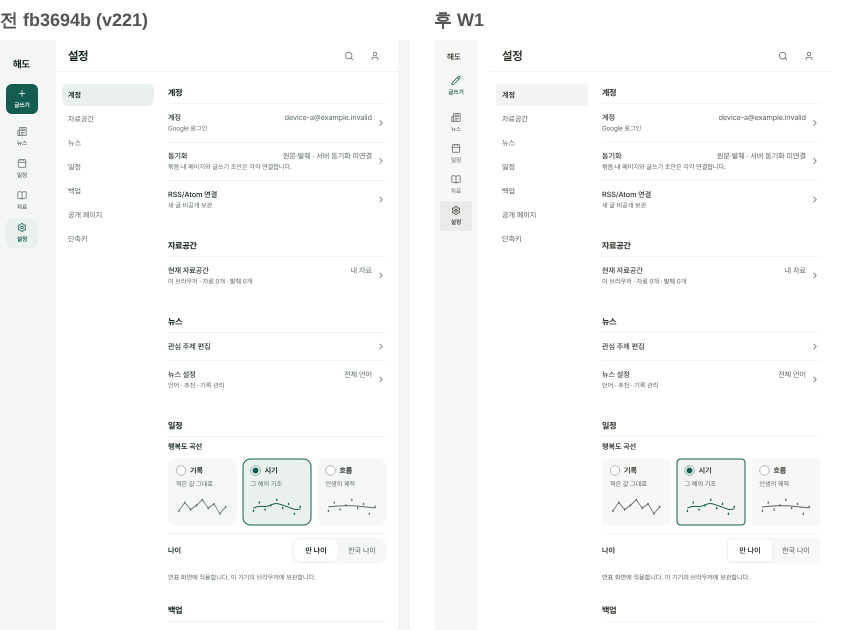 전 fb3694b (v221)
해도
글쓰기
뉴스
일정
자료
설정
설정
계정
자료공간
뉴스
일정
백업
공개 페이지
단축키
계정
계정 device-a@example.invalid
Google 로그인
동기화 원문·발췌 · 서버 동기화 미연결
묶음 내 페이지와 글쓰기 초안은 각각 연결합니다.
RSS/Atom 연결
새 글 비공개 보관
자료공간
현재 자료공간 내 자료
이 브라우저 · 자료 0개 · 발췌 0개
뉴스
관심 주제 편집
뉴스 설정 전체 언어
언어 · 추천 · 기록 관리
일정
행복도 곡선
기록 시기 흐름
적은 값 그대로 그 해의 기조 인생의 궤적
나이 만 나이 한국 나이
연표 화면에 적용합니다. 이 기기의 브라우저에 보관합니다.
백업
후 W1
해도
글쓰기
뉴스
일정
자료
설정
설정
계정
자료공간
뉴스
일정
백업
공개 페이지
단축키
계정
계정 device-a@example.invalid
Google 로그인
동기화 원문·발췌 · 서버 동기화 미연결
묶음 내 페이지와 글쓰기 초안은 각각 연결합니다.
RSS/Atom 연결
새 글 비공개 보관
자료공간
현재 자료공간 내 자료
이 브라우저 · 자료 0개 · 발췌 0개
뉴스
관심 주제 편집
뉴스 설정 전체 언어
언어 · 추천 · 기록 관리
일정
행복도 곡선
기록 시기 흐름
적은 값 그대로 그 해의 기조 인생의 궤적
나이 만 나이 한국 나이
연표 화면에 적용합니다. 이 기기의 브라우저에 보관합니다.
백업